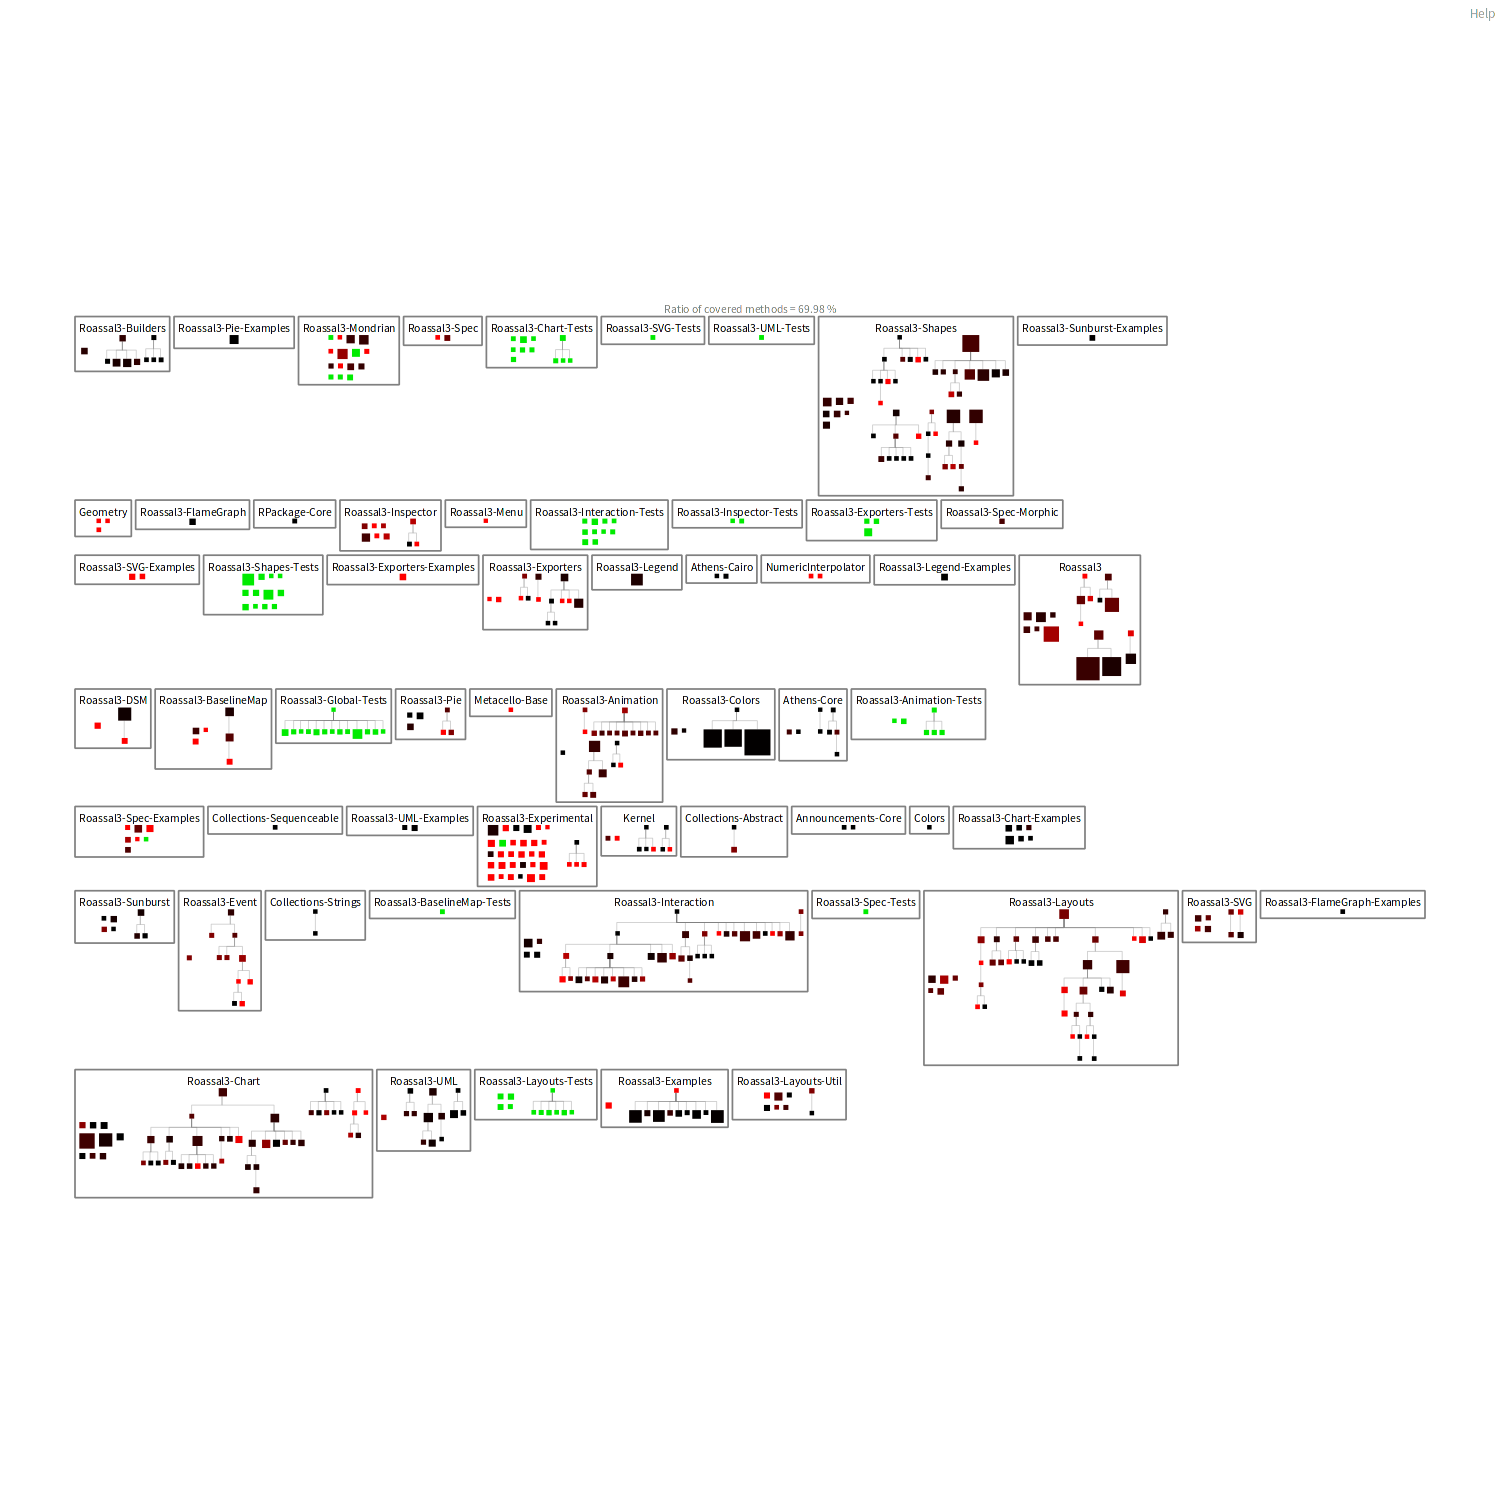 Help
Ratio of covered methods = 69.98 %
Roassal3-Builders Roassal3-Pie-Examples Roassal3-Mondrian Roassal3-Spec Roassal3-Chart-Tests Roassal3-SVG-Tests Roassal3-UML-Tests Roassal3-Shapes Roassal3-Sunburst-Examples
Geometry Roassal3-FlameGraph RPackage-Core Roassal3-Inspector Roassal3-Menu Roassal3-Interaction-Tests Roassal3-Inspector-Tests Roassal3-Exporters-Tests Roassal3-Spec-Morphic
Roassal3-SVG-Examples Roassal3-Shapes-Tests Roassal3-Exporters-Examples Roassal3-Exporters Roassal3-Legend Athens-Cairo NumericInterpolator Roassal3-Legend-Examples Roassal3
Roassal3-DSM Roassal3-BaselineMap Roassal3-Global-Tests Roassal3-Pie Metacello-Base Roassal3-Animation Roassal3-Colors Athens-Core Roassal3-Animation-Tests
Roassal3-Spec-Examples Collections-Sequenceable Roassal3-UML-Examples Roassal3-Experimental Kernel Collections-Abstract Announcements-Core Colors Roassal3-Chart-Examples
Roassal3-Sunburst Roassal3-Event Collections-Strings Roassal3-BaselineMap-Tests Roassal3-Interaction Roassal3-Spec-Tests Roassal3-Layouts Roassal3-SVG Roassal3-FlameGraph-Examples
Roassal3-Chart Roassal3-UML Roassal3-Layouts-Tests Roassal3-Examples Roassal3-Layouts-Util